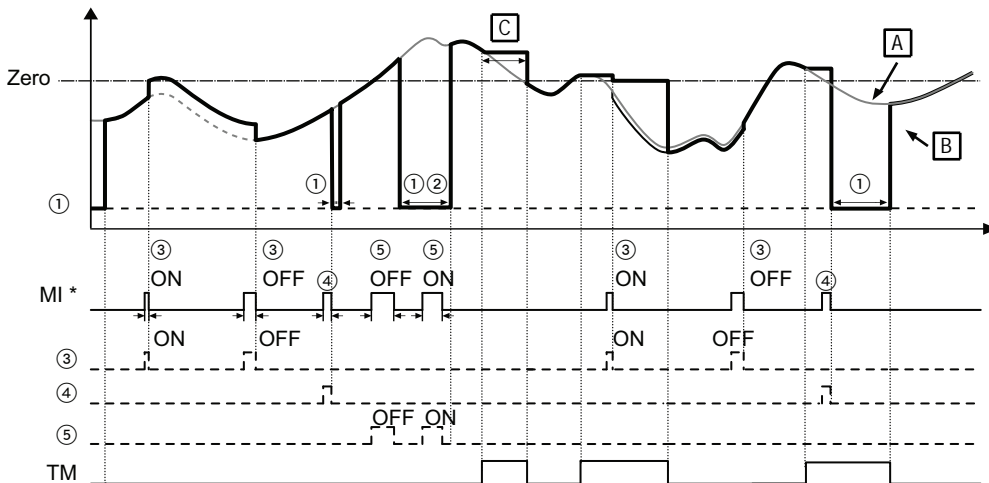 C
A
Zero
B
① ①② ①
①
③ ③ ⑤ ⑤ ③ ③
ON OFF ④ OFF ON ON OFF ④
MI *
ON OFF ON OFF
③
④
OFF ON
⑤
TM